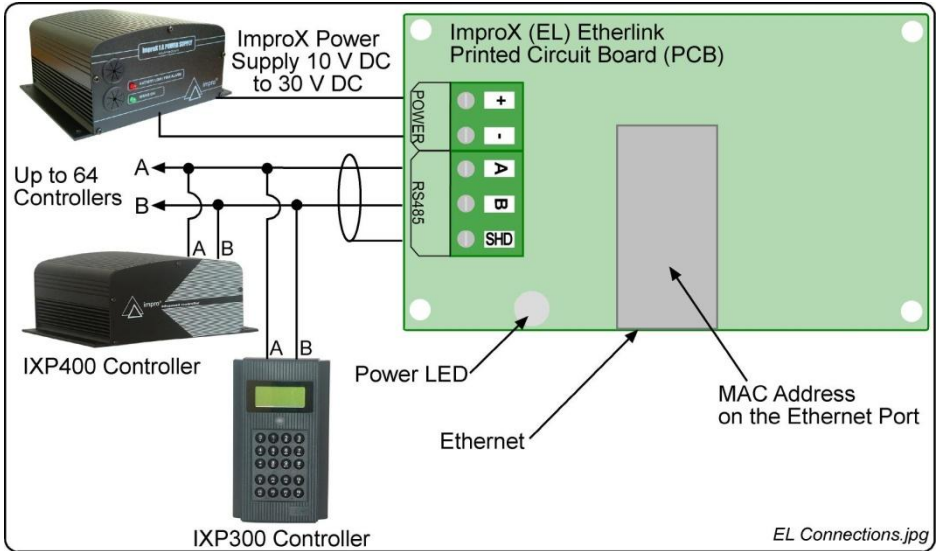 ImproX Power
Supply 10 V DC
to 30 V DC
ImproX (EL) Etherlink
Printed Circuit Board (PCB)
POWER
+
-
RS485
A
B
SHD
Up to 64
Controllers
A
B
A B
impro
IXP400 Controller
A B
IXP300 Controller
Power LED
Ethernet
MAC Address
on the Ethernet Port
EL Connections.jpg